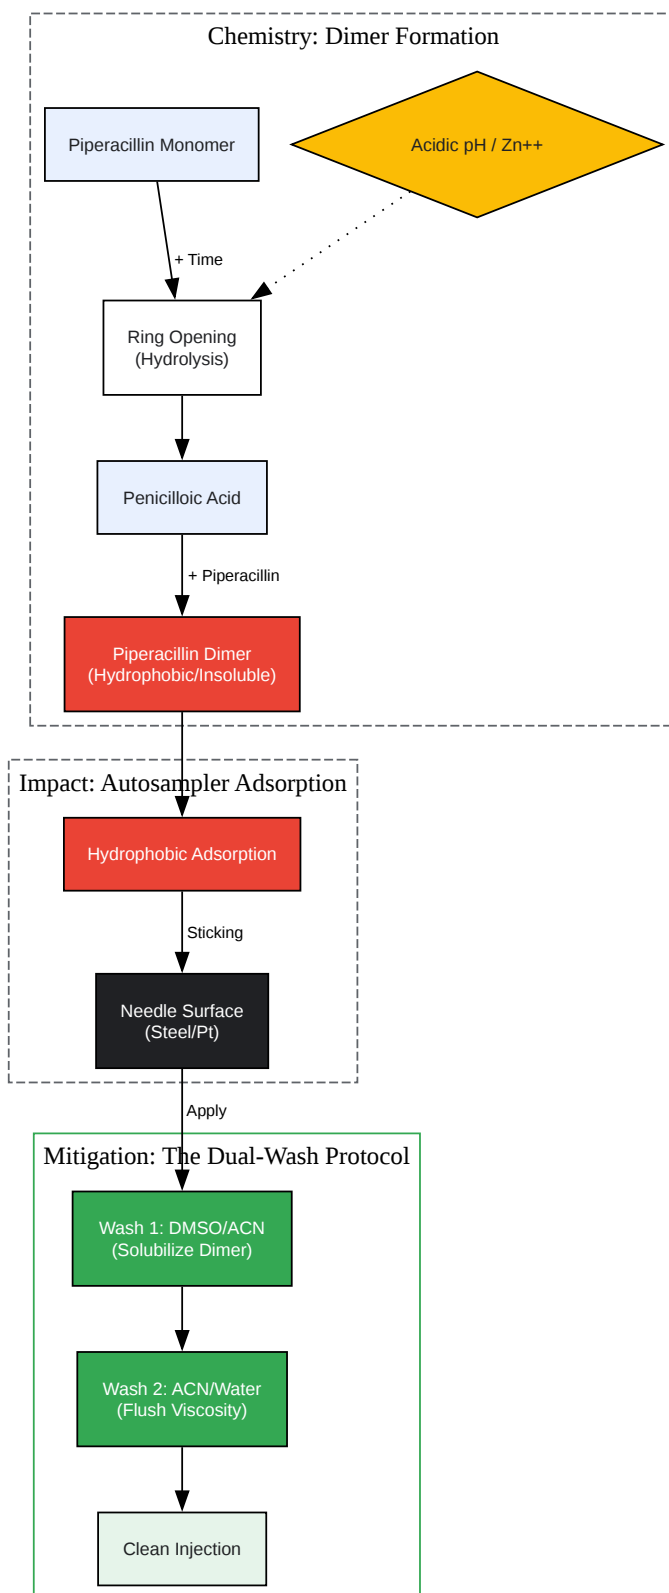 Chemistry: Dimer Formation
Piperacillin Monomer
Acidic pH / Zn++
+ Time
Ring Opening
(Hydrolysis)
Penicilloic Acid
+ Piperacillin
Piperacillin Dimer
(Hydrophobic/Insoluble)
Impact: Autosampler Adsorption
Hydrophobic Adsorption
Sticking
Needle Surface
(Steel/Pt)
Apply
Mitigation: The Dual-Wash Protocol
Wash 1: DMSO/ACN
(Solubilize Dimer)
Wash 2: ACN/Water
(Flush Viscosity)
Clean Injection